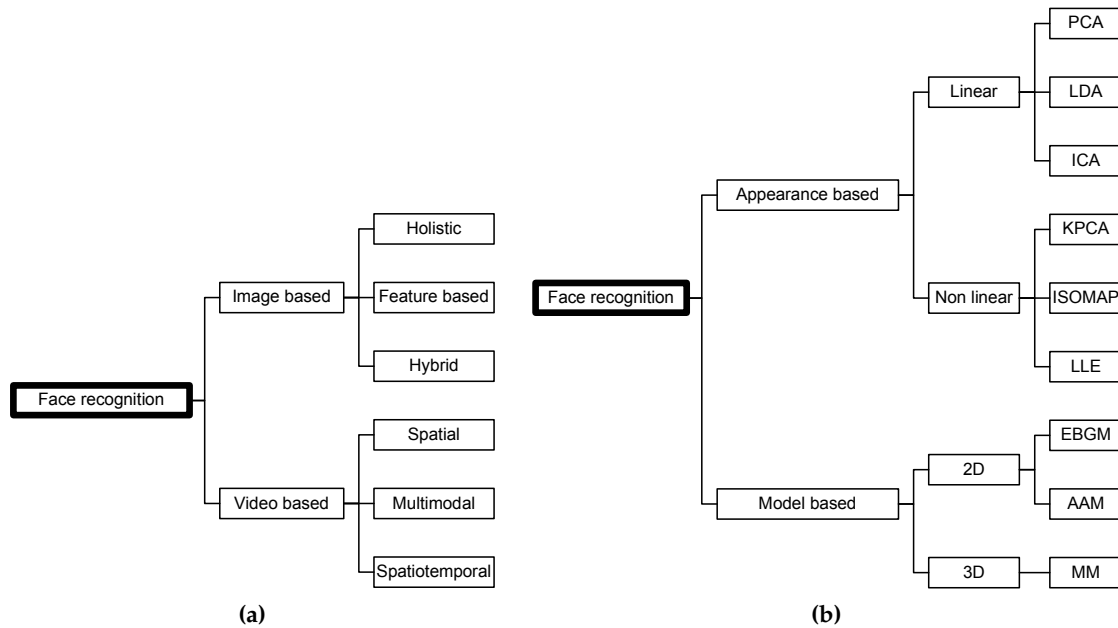 Face recognition
Image based
Holistic
Feature based
Hybrid
Video based
Spatial
Multimodal
Spatiotemporal
(a)
Face recognition
Appearance based
Linear
PCA
LDA
ICA
Non linear
KPCA
ISOMAP
LLE
Model based
2D
EBGM
AAM
3D
MM
(b)